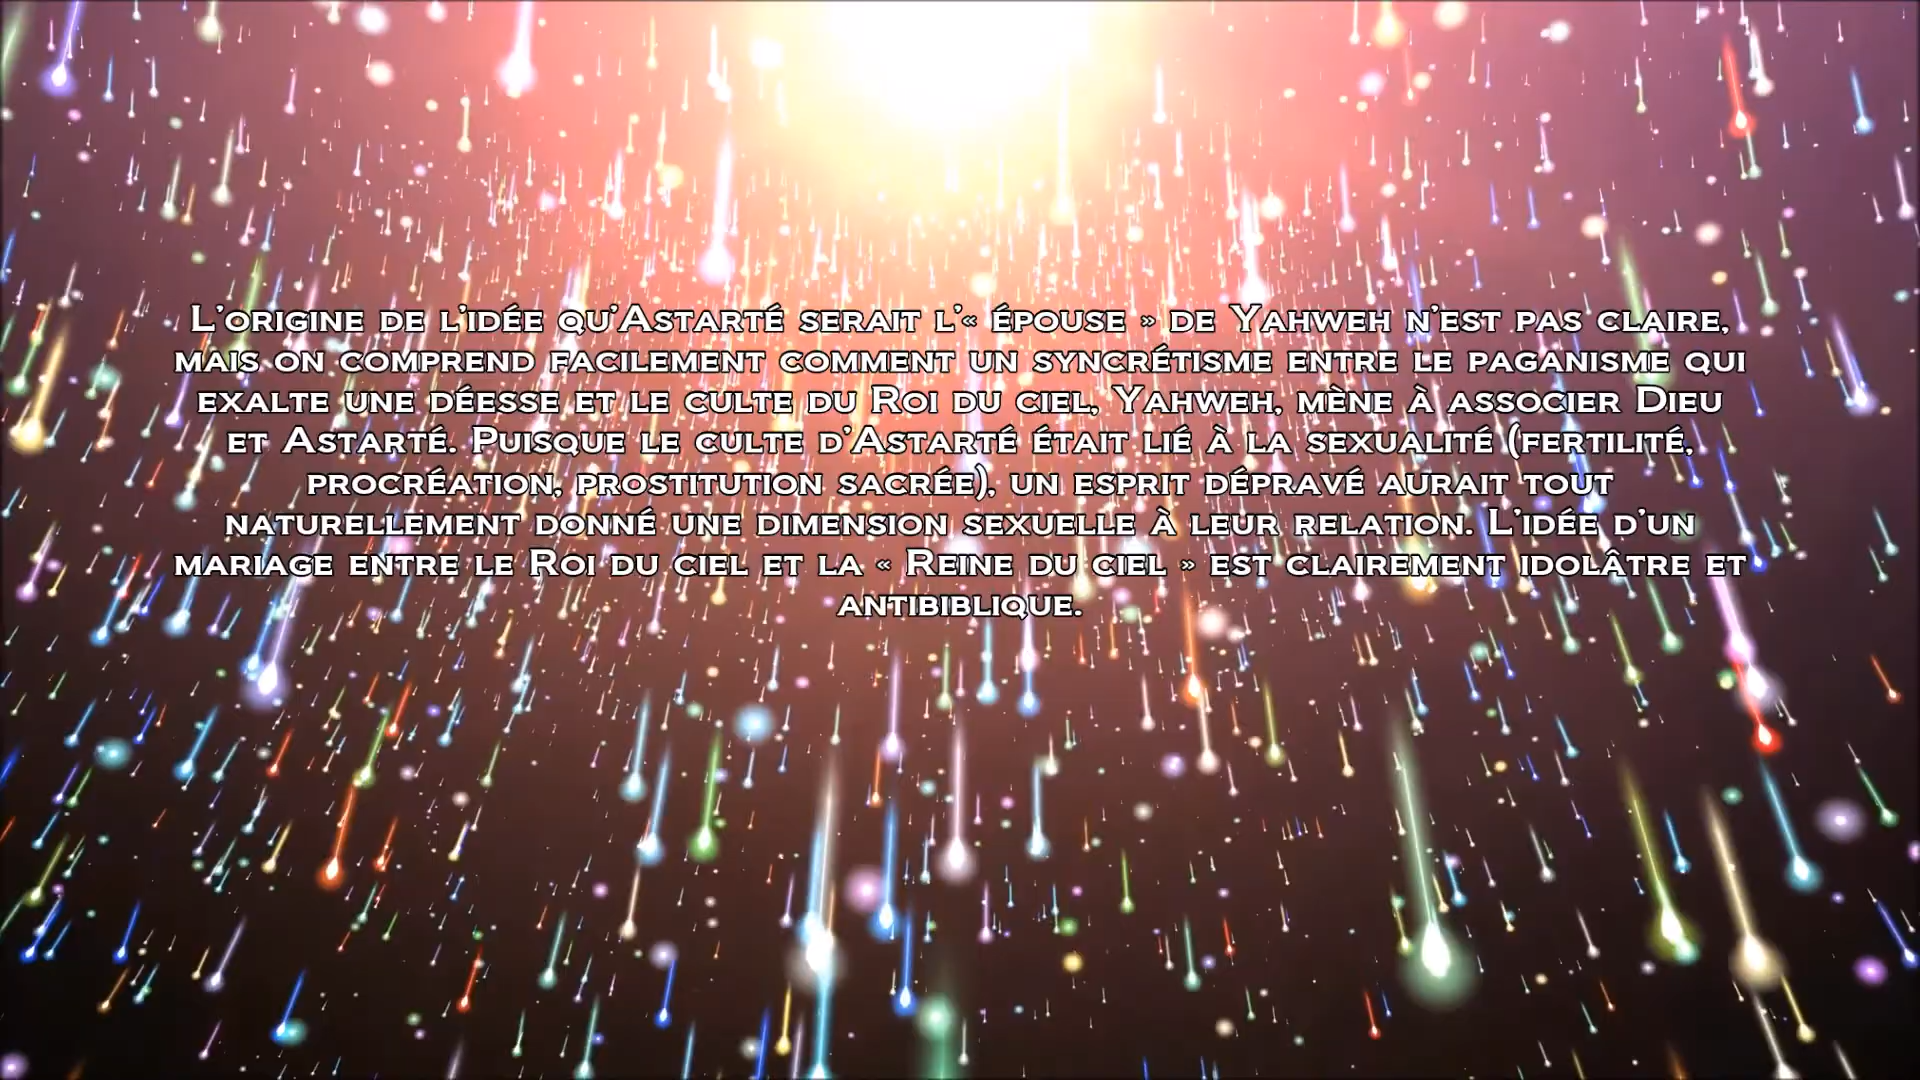 L'origine de l'idée qu'Astarté serait l'« épouse » de Yahweh n'est pas claire,
mais on comprend facilement comment un syncrétisme entre le paganisme qui
exalte une déesse et le culte du Roi du ciel, Yahweh, mène à associer Dieu
et Astarté. Puisque le culte d'Astarté était lié à la sexualité (fertilité,
procréation, prostitution sacrée), un esprit dépravé aurait tout
naturellement donné une dimension sexuelle à leur relation. L'idée d'un
mariage entre le Roi du ciel et la « Reine du ciel » est clairement idolâtre et
antibiblique.